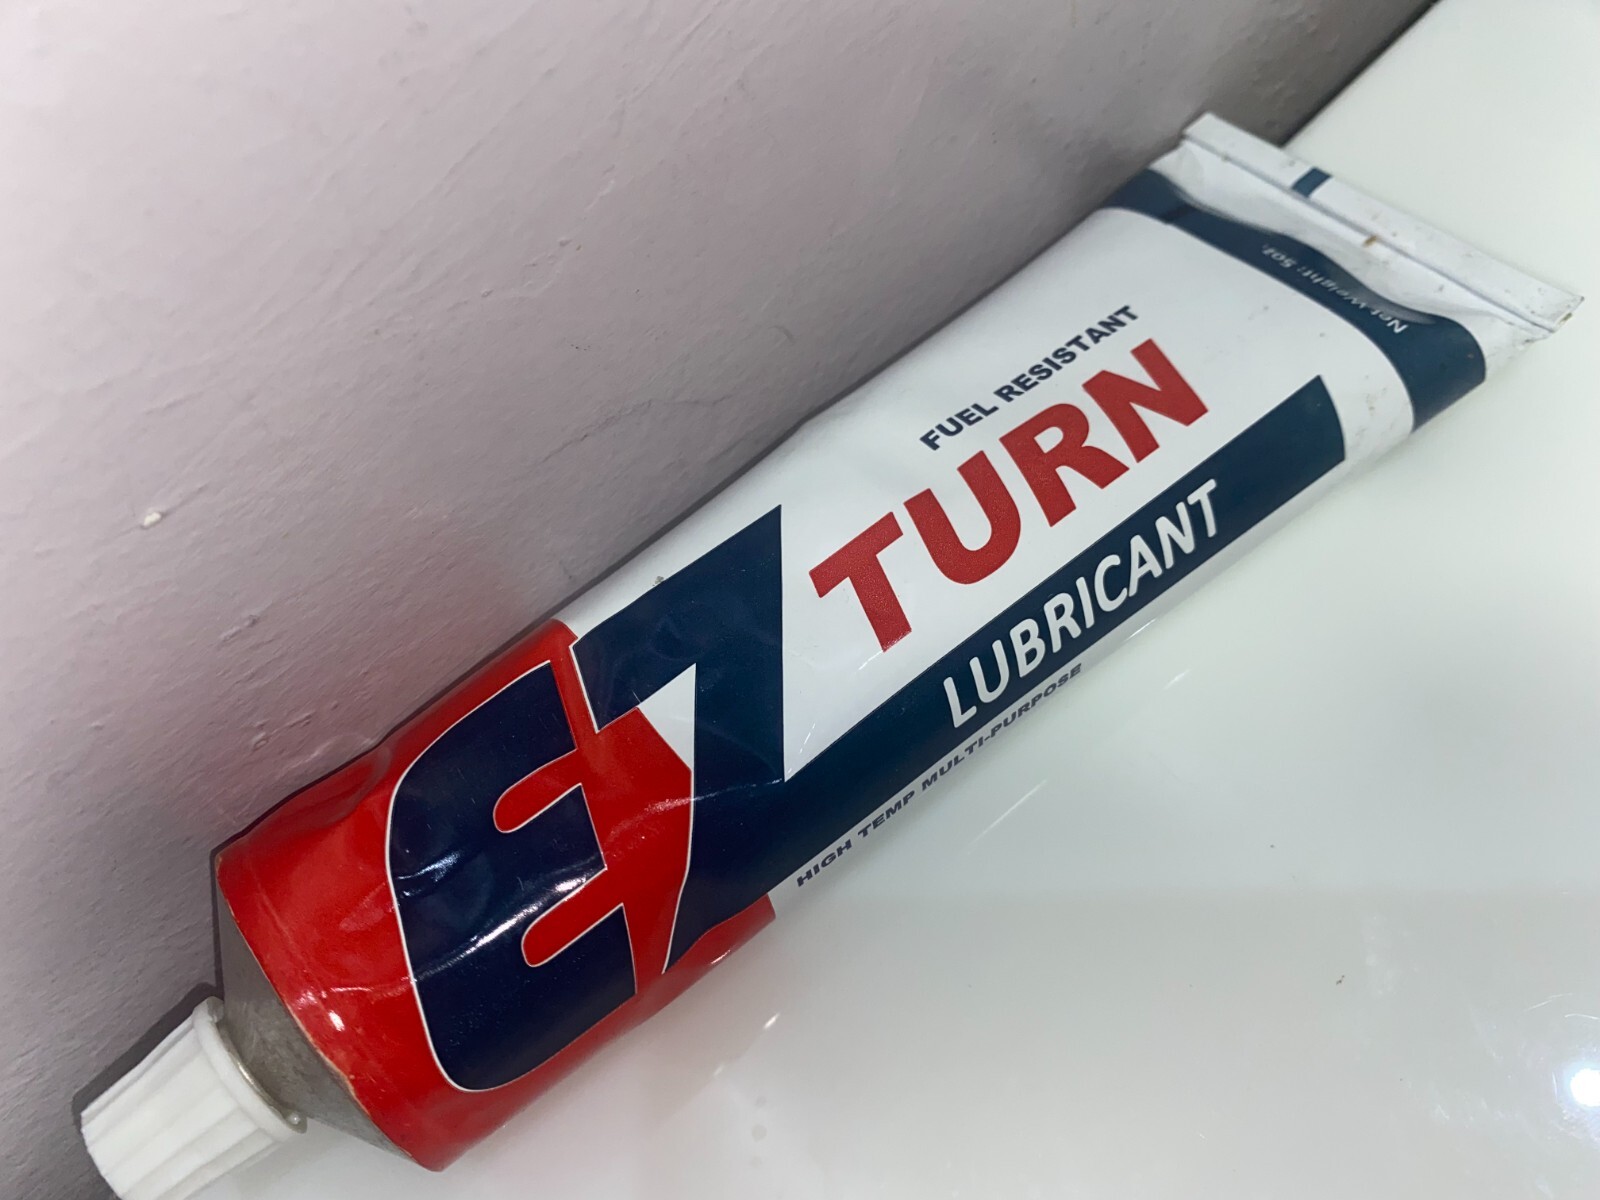 EZ
FUEL RESISTANT
TURN
LUBRICANT
HIGH TEMP MULTI-PURPOSE
Net Weight: 5oz.